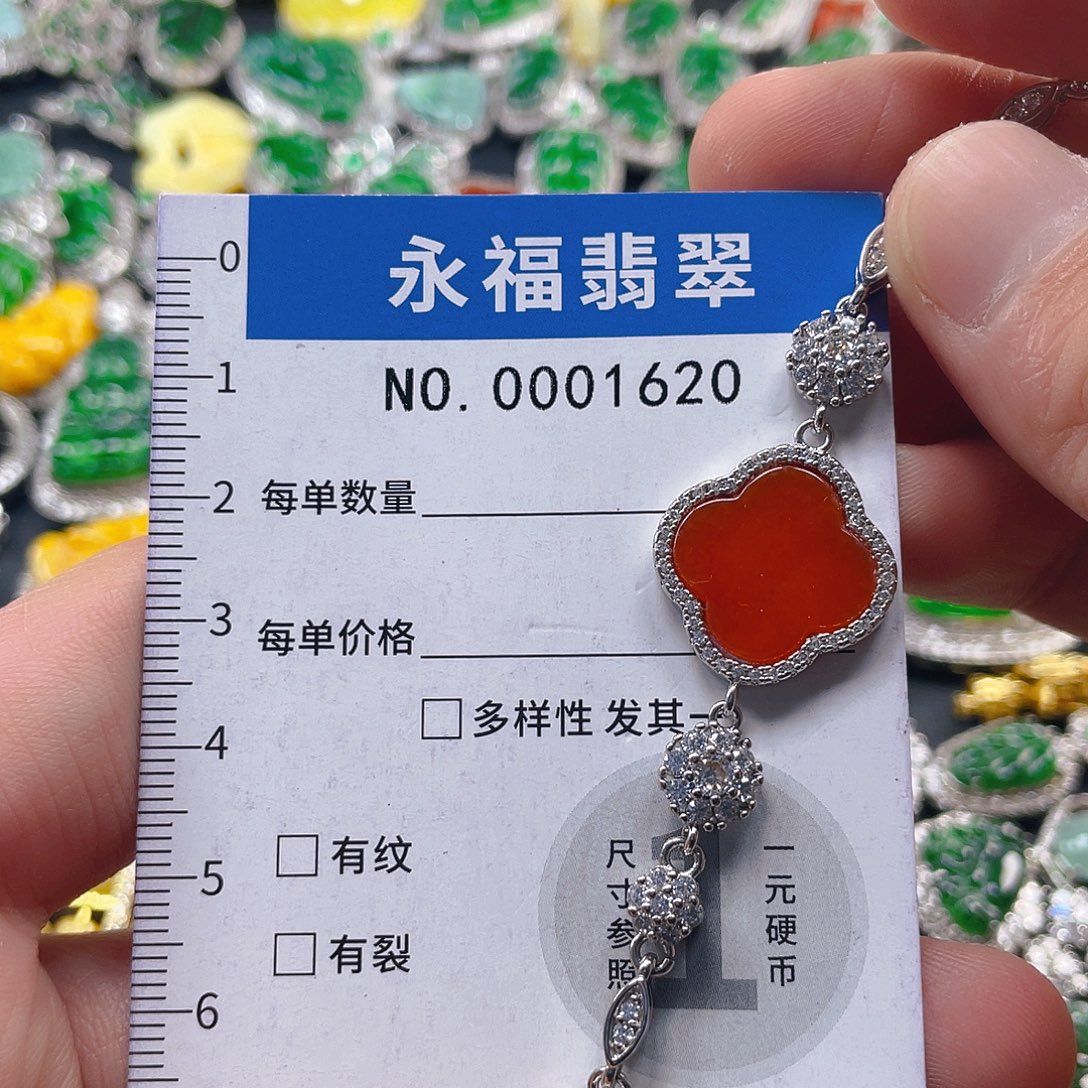 永福翡翠
NO. 0001620
0
1
2
3
4
5
6
每单数量
每单价格
多样性 发其一
有纹
有裂
1
尺寸参照
一元硬币